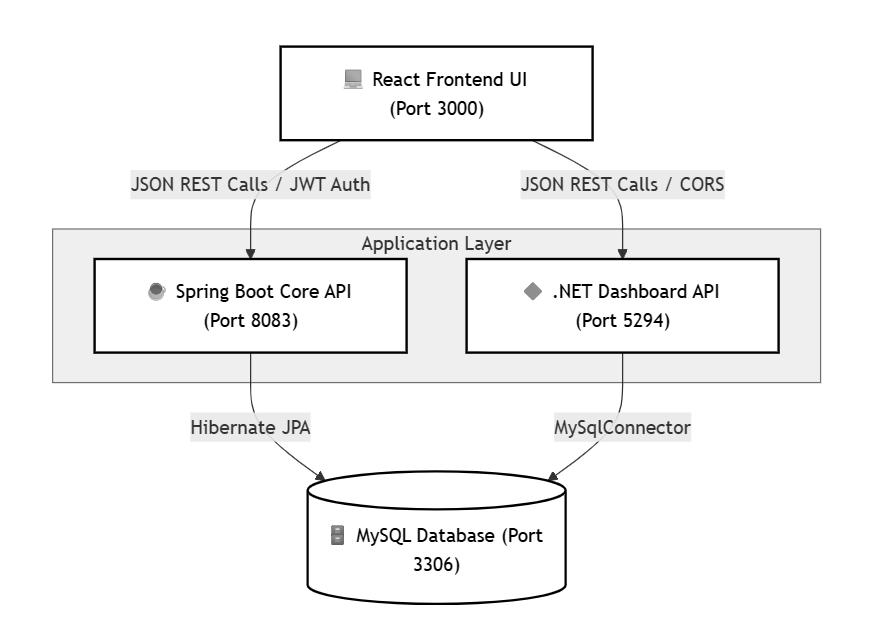 React Frontend UI
(Port 3000)
JSON REST Calls / JWT Auth
JSON REST Calls / CORS
Application Layer
Spring Boot Core API
(Port 8083)
.NET Dashboard API
(Port 5294)
Hibernate JPA
MySqlConnector
MySQL Database (Port
3306)